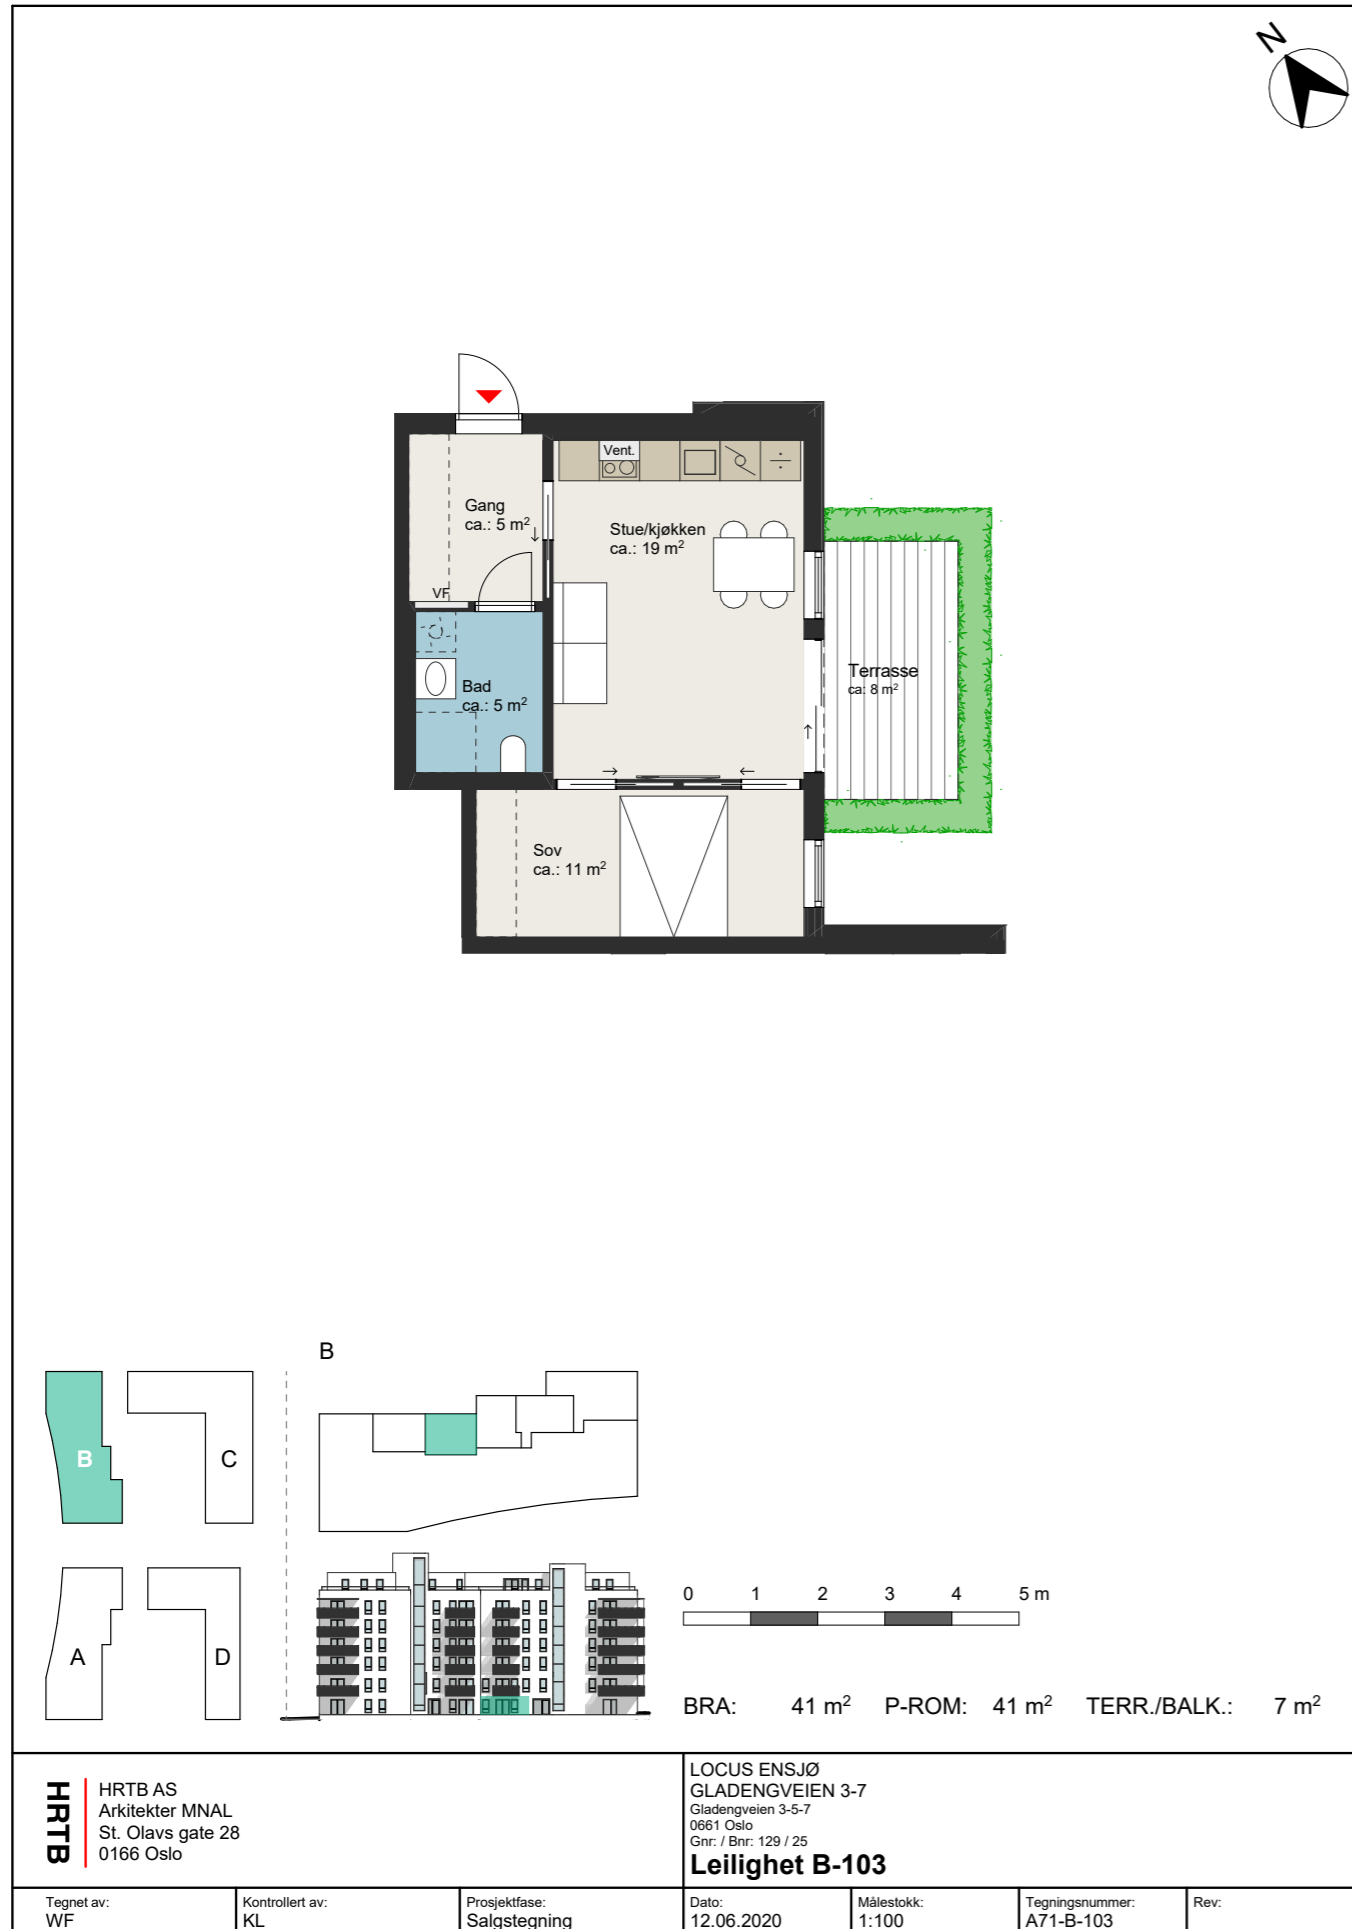 N
Vent.
Gang
ca.: 5 m²
Stue/kjøkken
ca.: 19 m²
VF
Terrasse
ca: 8 m²
Bad
ca.: 5 m²
Sov
ca.: 11 m²
B
B
C
A
D
0 1 2 3 4 5 m
BRA: 41 m² P-ROM: 41 m² TERR./BALK.: 7 m²
HRTB
HRTB AS
Arkitekter MNAL
St. Olavs gate 28
0166 Oslo
LOCUS ENSJØ
GLADENGVEIEN 3-7
Gladengveien 3-5-7
0661 Oslo
Gnr: / Bnr: 129 / 25
Leilighet B-103
Tegnet av:
WF
Kontrollert av:
KL
Prosjektfase:
Salgstegning
Dato:
12.06.2020
Målestokk:
1:100
Tegningsnummer:
A71-B-103
Rev: